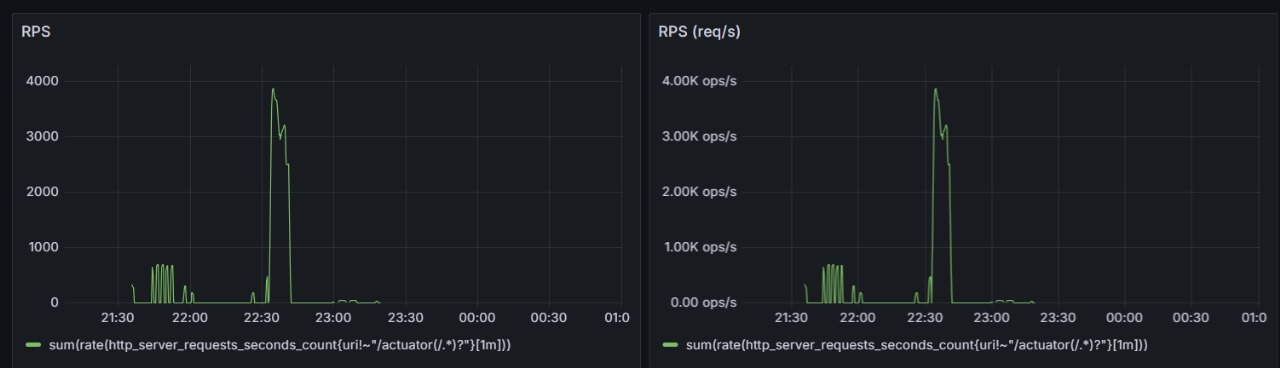 RPS
4000
3000
2000
1000
0
21:30 22:00 22:30 23:00 23:30 00:00 00:30 01:0
sum(rate(http_server_requests_seconds_count{uri!~"/actuator(/.*)?"}[1m]))
RPS (req/s)
4.00K ops/s
3.00K ops/s
2.00K ops/s
1.00K ops/s
0.00 ops/s
21:30 22:00 22:30 23:00 23:30 00:00 00:30 01:0
sum(rate(http_server_requests_seconds_count{uri!~"/actuator(/.*)?"}[1m]))